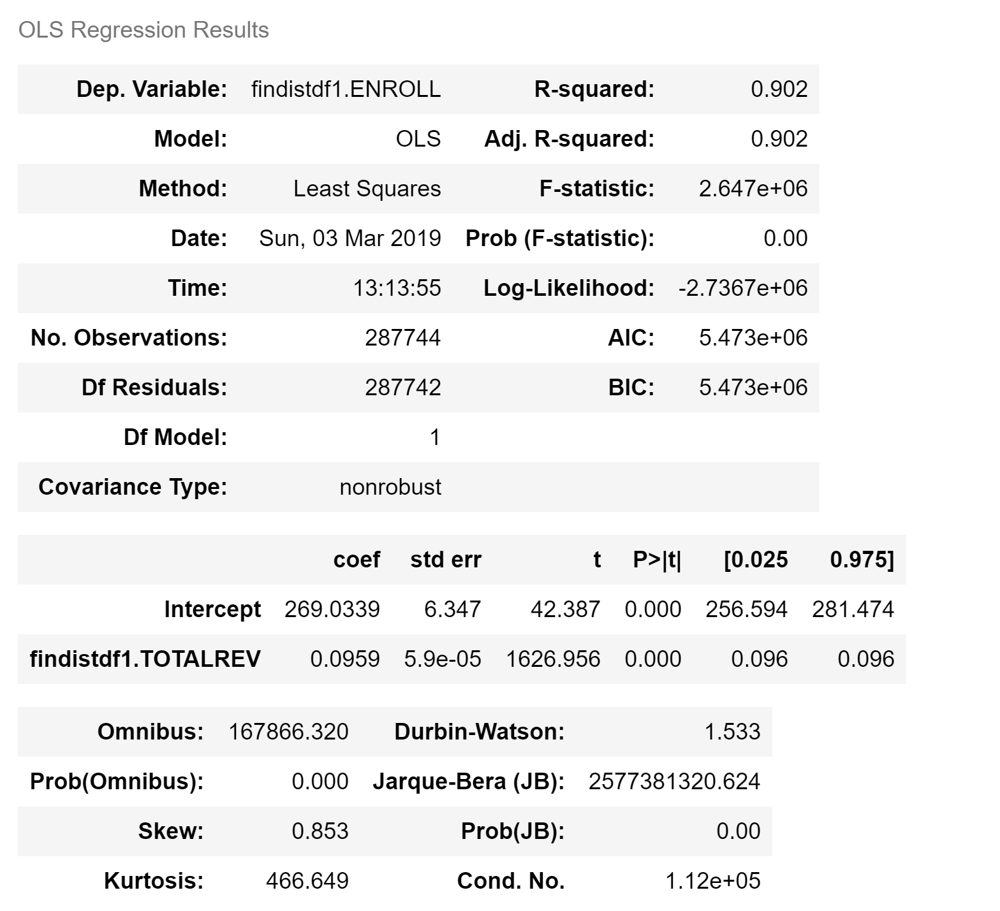 OLS Regression Results
Dep. Variable: findistdf1.ENROLL R-squared: 0.902
Model: OLS Adj. R-squared: 0.902
Method: Least Squares F-statistic: 2.647e+06
Date: Sun, 03 Mar 2019 Prob (F-statistic): 0.00
Time: 13:13:55 Log-Likelihood: -2.7367e+06
No. Observations: 287744 AIC: 5.473e+06
Df Residuals: 287742 BIC: 5.473e+06
Df Model: 1
Covariance Type: nonrobust
coef std err t P>|t| [0.025 0.975]
Intercept 269.0339 6.347 42.387 0.000 256.594 281.474
findistdf1.TOTALREV 0.0959 5.9e-05 1626.956 0.000 0.096 0.096
Omnibus: 167866.320 Durbin-Watson: 1.533
Prob(Omnibus): 0.000 Jarque-Bera (JB): 2577381320.624
Skew: 0.853 Prob(JB): 0.00
Kurtosis: 466.649 Cond. No. 1.12e+05